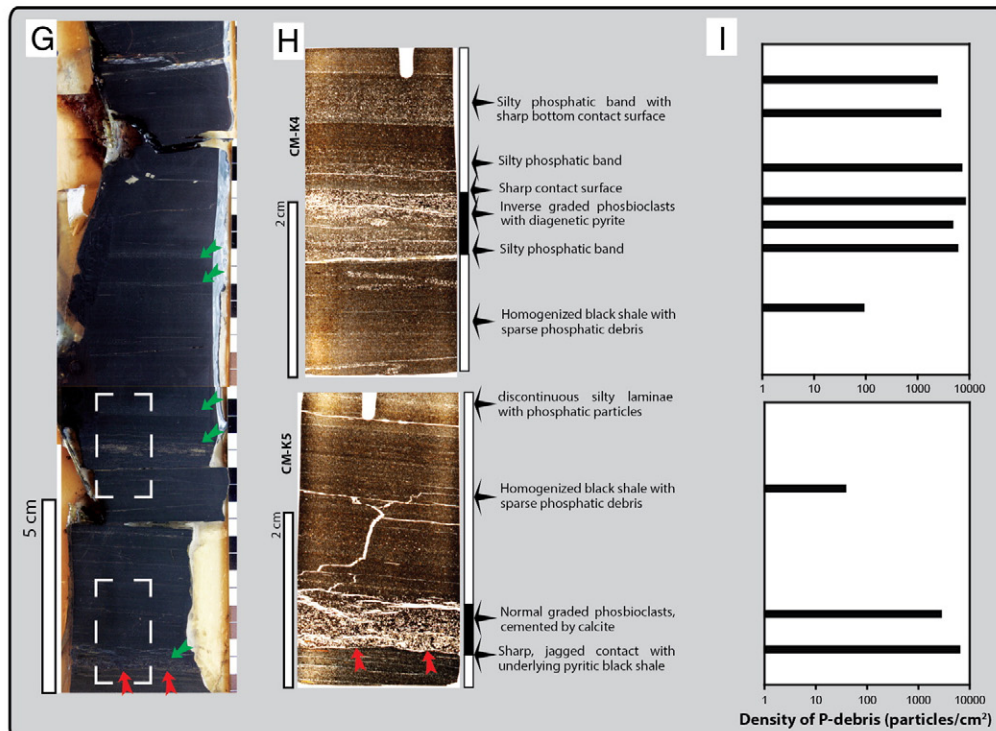 G
H
I
5 cm
CM-K4
2 cm
Silty phosphatic band with
sharp bottom contact surface
Silty phosphatic band
Sharp contact surface
Inverse graded phosbioclasts
with diagenetic pyrite
Silty phosphatic band
Homogenized black shale with
sparse phosphatic debris
CM-K5
2 cm
discontinuous silty laminae
with phosphatic particles
Homogenized black shale with
sparse phosphatic debris
Normal graded phosbioclasts,
cemented by calcite
Sharp, jagged contact with
underlying pyritic black shale
1 10 100 1000 10000
1 10 100 1000 10000
Density of P-debris (particles/cm²)